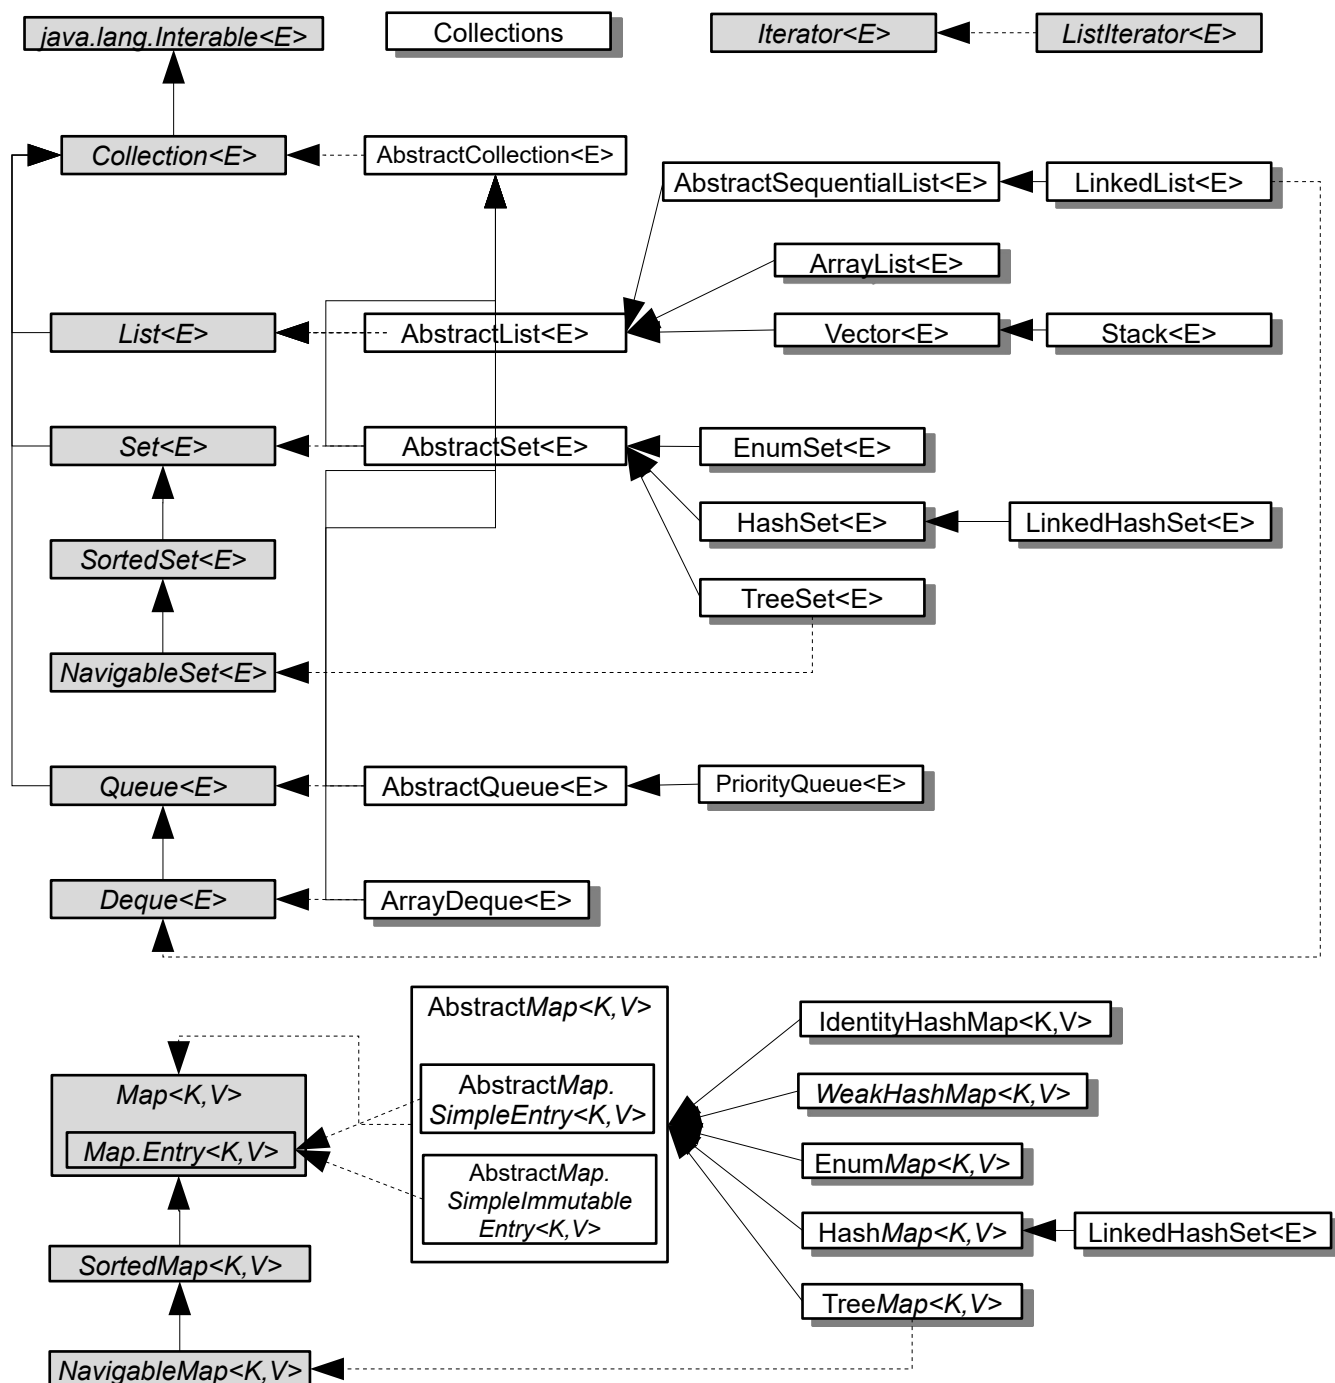 java.lang.Interable<E>
Collections
Iterator<E>
ListIterator<E>
Collection<E>
AbstractCollection<E>
AbstractSequentialList<E>
LinkedList<E>
ArrayList<E>
List<E>
AbstractList<E>
Vector<E>
Stack<E>
Set<E>
AbstractSet<E>
EnumSet<E>
HashSet<E>
LinkedHashSet<E>
SortedSet<E>
TreeSet<E>
NavigableSet<E>
Queue<E>
AbstractQueue<E>
PriorityQueue<E>
Deque<E>
ArrayDeque<E>
AbstractMap<K,V>
IdentityHashMap<K,V>
Map<K,V>
AbstractMap.
SimpleEntry<K,V>
WeakHashMap<K,V>
Map.Entry<K,V>
AbstractMap.
SimpleImmutable
Entry<K,V>
EnumMap<K,V>
HashMap<K,V>
LinkedHashSet<E>
SortedMap<K,V>
TreeMap<K,V>
NavigableMap<K,V>